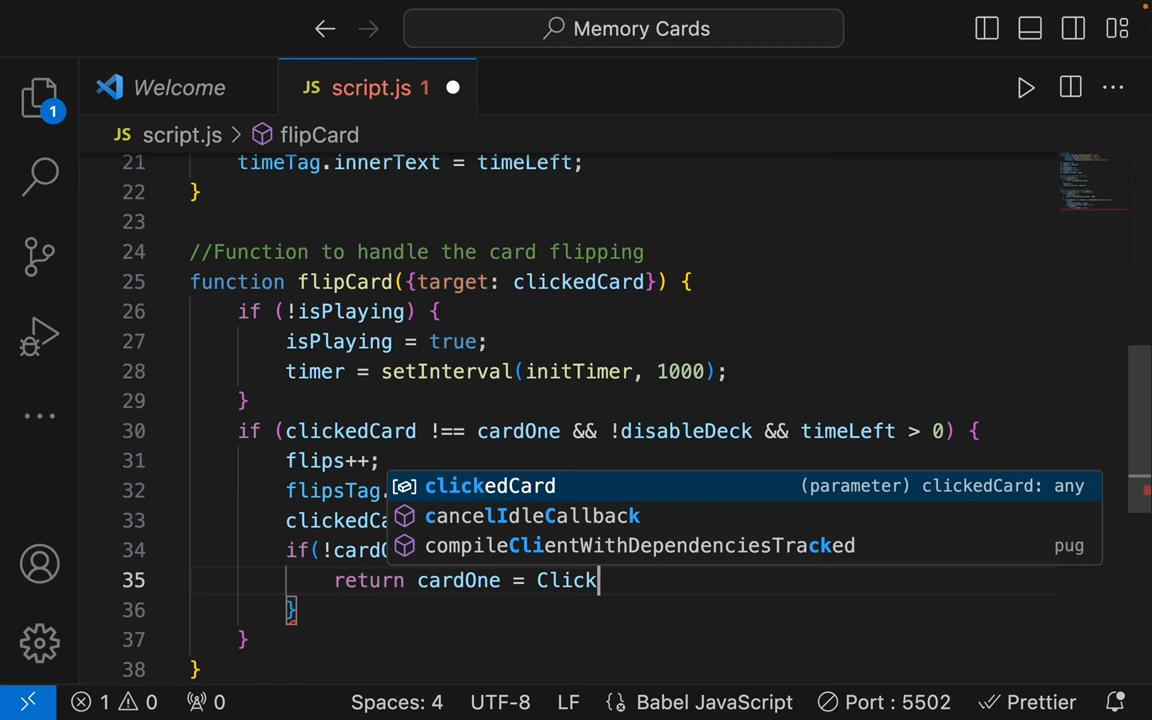 Memory Cards
Welcome
JS script.js 1
JS script.js > flipCard
1
21 timeTag.innerText = timeLeft;
22 }
23
24 //Function to handle the card flipping
25 function flipCard({target: clickedCard}) {
26 if (!isPlaying) {
27 isPlaying = true;
28 timer = setInterval(initTimer, 1000);
29 }
30 if (clickedCard !== cardOne && !disableDeck && timeLeft > 0) {
31 flips++;
32 flipsTag.
33 clickedCa
34 if(!cardO
35 return cardOne = Click
36 }
37 }
38 }
clickedCard (parameter) clickedCard: any
cancelIdleCallback
compileClientWithDependenciesTracked pug
1 0 0 Spaces: 4 UTF-8 LF Babel JavaScript Port : 5502 Prettier